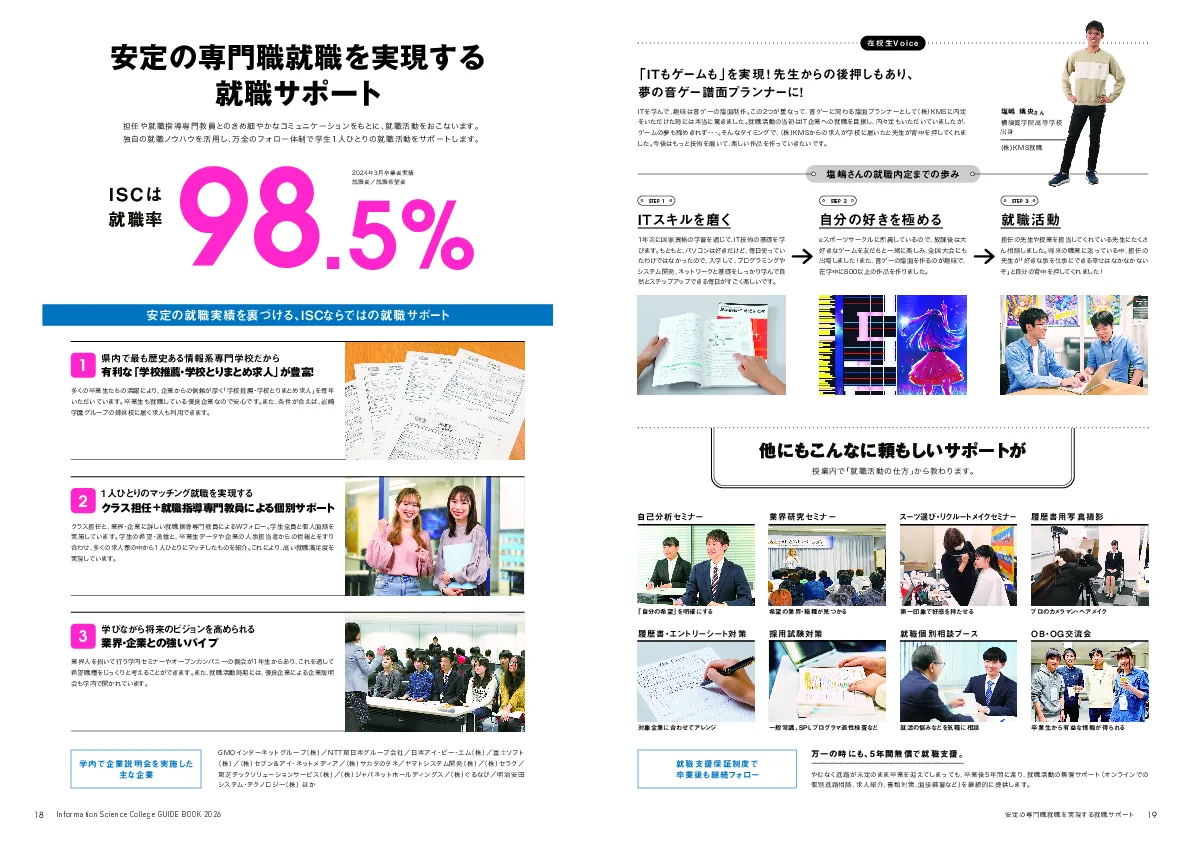 安定の専門職就職を実現する
就職サポート
担任や就職指導専門教員とのきめ細やかなコミュニケーションをもとに、就職活動をおこないます。
独自の就職ノウハウを活用し、万全のフォロー体制で学生1人ひとりの就職活動をサポートします。
ISCは
就職率
98.5%
2024年3月卒業者実績
就職者／就職希望者
安定の就職実績を裏づける、ISCならではの就職サポート
1
県内で最も歴史ある情報系専門学校だから
有利な「学校推薦・学校とりまとめ求人」が豊富!
多くの卒業生たちの活躍により、企業からの信頼が厚く「学校推薦・学校とりまとめ求人」を毎年
いただいています。卒業生も就職している優良企業なので安心です。また、条件が合えば、岩崎
学園グループの姉妹校に届く求人も利用できます。
2
1人ひとりのマッチング就職を実現する
クラス担任+就職指導専門教員による個別サポート
クラス担任と、業界・企業に詳しい就職指導専門教員によるWフォロー。学生全員と個人面談を
実施しています。学生の希望・適性と、卒業生データや企業の人事担当者からの情報とをすり
合わせ、多くの求人票の中から1人ひとりにマッチしたものを紹介。これにより、高い就職満足度を
実現しています。
3
学びながら将来のビジョンを高められる
業界・企業との強いパイプ
業界人を招いて行う学内セミナーやオープンカンパニーの機会が1年生からあり、これを通して
希望職種をじっくりと考えることができます。また、就職活動時期には、優良企業による企業説明
会も学内で開かれています。
学内で企業説明会を実施した
主な企業
GMOインターネットグループ（株）／NTT東日本グループ会社／日本アイ・ビー・エム（株）／富士ソフト
（株）／（株）セブン＆アイ・ネットメディア／（株）サカタのタネ／ヤマトシステム開発（株）／（株）セラク／
東芝テックソリューションサービス（株）／（株）ジャパネットホールディングス／（株）ぐるなび／明治安田
システム・テクノロジー（株） ほか
18 Information Science College GUIDE BOOK 2026
在校生Voice
「ITもゲームも」を実現!先生からの後押しもあり、
夢の音ゲー譜面プランナーに!
ITを学んで、趣味は音ゲーの譜面制作。この2つが重なって、音ゲーに関わる譜面プランナーとして（株）KMSに内定
をいただけた時には本当に驚きました。就職活動の当初はIT企業への就職を目指し、内々定もいただいていましたが、
ゲームの夢も諦めきれず・・・。そんなタイミングで、（株）KMSからの求人が学校に届いたと先生が背中を押してくれま
した。今後はもっと技術を磨いて、楽しい作品を作っていきたいです。
塩嶋 璃央さん
横須賀学院高等学校
出身
（株）KMS就職
塩嶋さんの就職内定までの歩み
STEP 1
ITスキルを磨く
1年次に国家資格の学習を通じて、IT技術の基礎を学
びます。もともと、パソコンは好きだけど、毎日使ってい
たわけではなかったので、入学して、プログラミングや
システム開発、ネットワークと基礎をしっかり学んで自
然とステップアップできる毎日がすごく楽しいです。
STEP 2
自分の好きを極める
eスポーツサークルに所属しているので、放課後は大
好きなゲームを友だちと一緒に楽しみ、全国大会にも
出場しました!また、音ゲーの譜面を作るのが趣味で、
在学中に800以上の作品を作りました。
STEP 3
就職活動
担任の先生や授業を担当してくれている先生にたくさ
ん相談しました。将来の職業に迷っている中、担任の
先生が「好きな事を仕事にできる幸せはなかなかない
ぞ」と自分の背中を押してくれました!
他にもこんなに頼もしいサポートが
授業内で「就職活動の仕方」から教わります。
自己分析セミナー
「自分の希望」を明確にする
業界研究セミナー
希望の業界・職種が見つかる
スーツ選び・リクルートメイクセミナー
第一印象で好感を持たせる
履歴書用写真撮影
プロのカメラマン・ヘアメイク
履歴書・エントリーシート対策
対象企業に合わせてアレンジ
採用試験対策
一般常識、SPI、プログラマ適性検査など
就職個別相談ブース
就活の悩みなどを気軽に相談
OB・OG交流会
卒業生から有益な情報が得られる
就職支援保証制度で
卒業後も継続フォロー
万一の時にも、5年間無償で就職支援。
やむなく進路が未定のまま卒業を迎えてしまっても、卒業後5年間に渡り、就職活動の無償サポート（オンラインでの
個別進路相談、求人紹介、書類対策、面接練習など）を継続的に提供します。
安定の専門職就職を実現する就職サポート 19